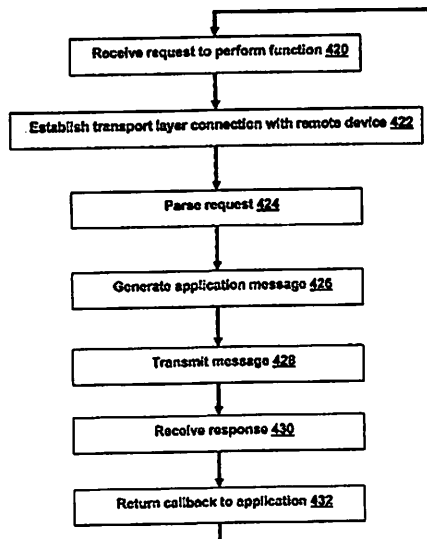 Receive request to perform function 420
Establish transport layer connection with remote device 422
Parse request 424
Generate application message 426
Transmit message 428
Receive response 430
Return callback to application 432